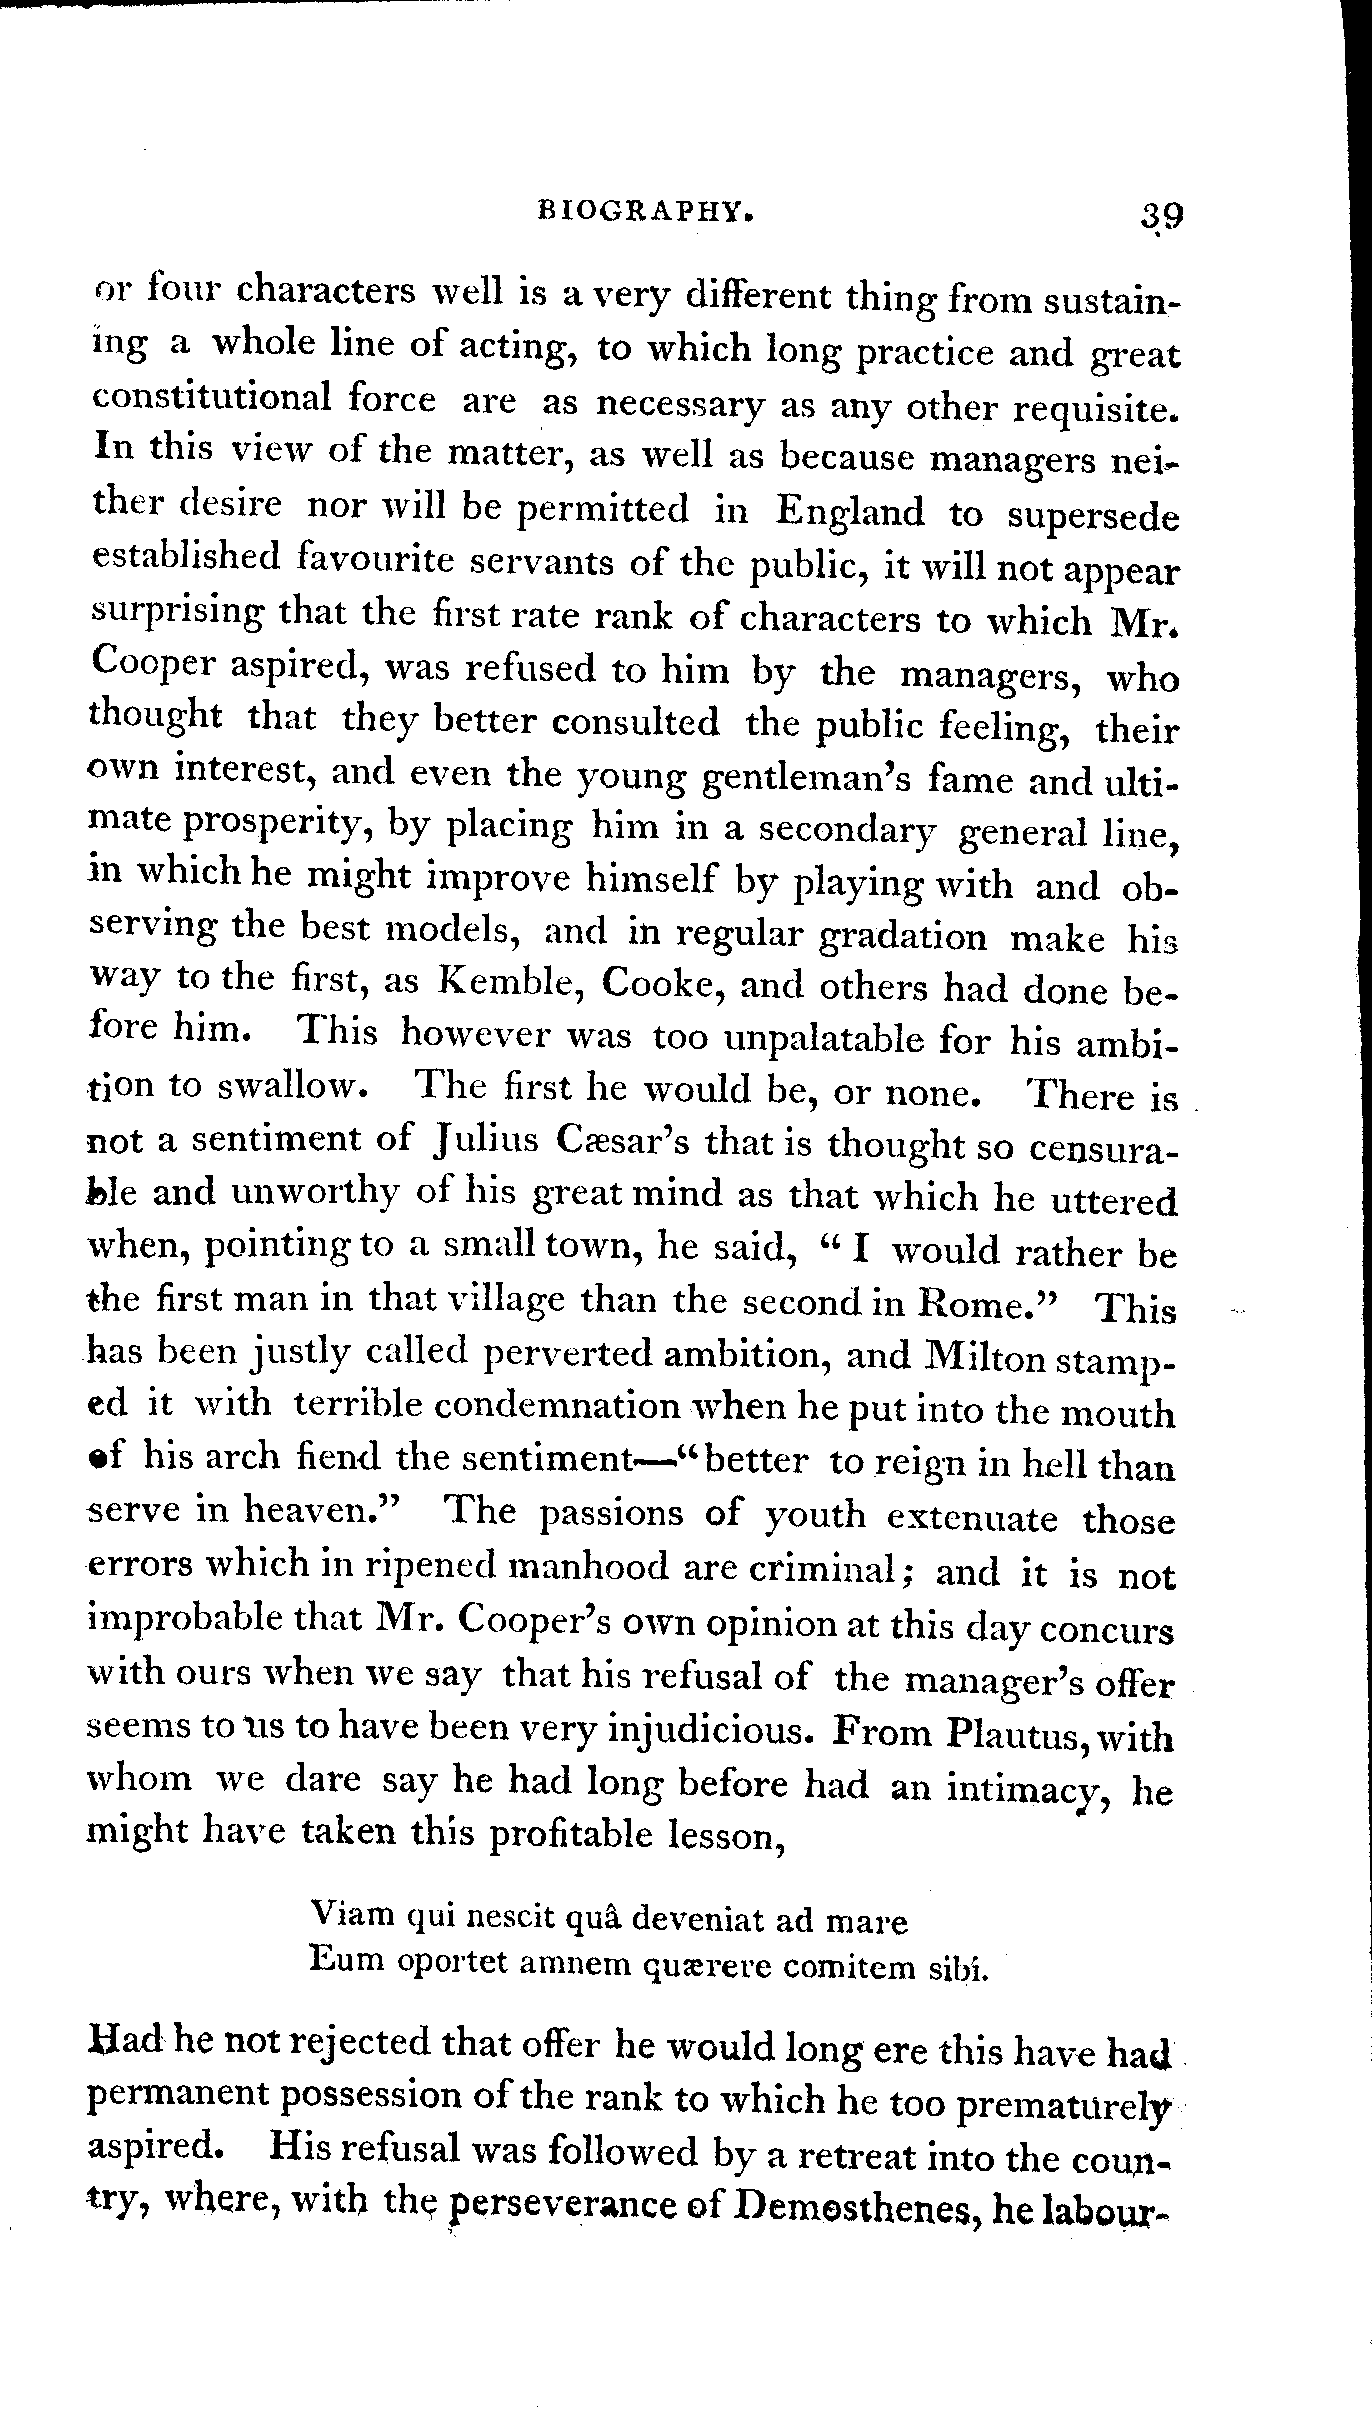 BIOGRAPHY. 39
or four characters well is a very different thing from sustain-
ing a whole line of acting, to which long practice and great
constitutional force are as necessary as any other requisite.
In this view of the matter, as well as because managers nei-
ther desire nor will be permitted in England to supersede
established favourite servants of the public, it will not appear
surprising that the first rate rank of characters to which Mr.
Cooper aspired, was refused to him by the managers, who
thought that they better consulted the public feeling, their
own interest, and even the young gentleman's fame and ulti-
mate prosperity, by placing him in a secondary general line,
in which he might improve himself by playing with and ob-
serving the best models, and in regular gradation make his
way to the first, as Kemble, Cooke, and others had done be-
fore him. This however was too unpalatable for his ambi-
tion to swallow. The first he would be, or none. There is
not a sentiment of Julius Cæsar's that is thought so censura-
ble and unworthy of his great mind as that which he uttered
when, pointing to a small town, he said, “ I would rather be
the first man in that village than the second in Rome.” This
has been justly called perverted ambition, and Milton stamp-
ed it with terrible condemnation when he put into the mouth
of his arch fiend the sentiment—“better to reign in hell than
serve in heaven.” The passions of youth extenuate those
errors which in ripened manhood are criminal; and it is not
improbable that Mr. Cooper's own opinion at this day concurs
with ours when we say that his refusal of the manager's offer
seems to us to have been very injudicious. From Plautus, with
whom we dare say he had long before had an intimacy, he
might have taken this profitable lesson,
Viam qui nescit quâ deveniat ad mare
Eum oportet amnem quærere comitem sibi.
Had he not rejected that offer he would long ere this have had
permanent possession of the rank to which he too prematurely
aspired. His refusal was followed by a retreat into the coun-
try, where, with the perseverance of Demosthenes, he labour-